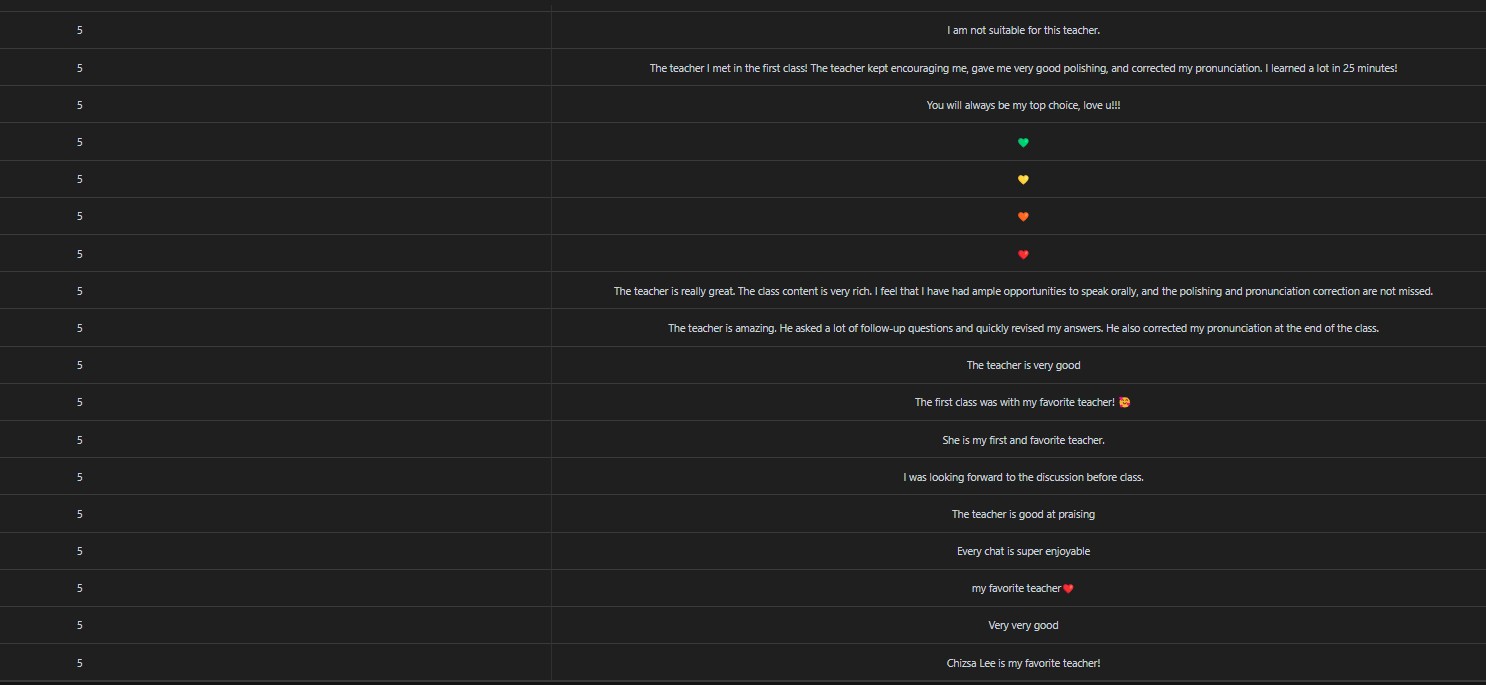 5 I am not suitable for this teacher.
5 The teacher I met in the first class! The teacher kept encouraging me, gave me very good polishing, and corrected my pronunciation. I learned a lot in 25 minutes!
5 You will always be my top choice, love u!!!
5 💚
5 💛
5 🧡
5 ❤️
5 The teacher is really great. The class content is very rich. I feel that I have had ample opportunities to speak orally, and the polishing and pronunciation correction are not missed.
5 The teacher is amazing. He asked a lot of follow-up questions and quickly revised my answers. He also corrected my pronunciation at the end of the class.
5 The teacher is very good
5 The first class was with my favorite teacher! 🥰
5 She is my first and favorite teacher.
5 I was looking forward to the discussion before class.
5 The teacher is good at praising
5 Every chat is super enjoyable
5 my favorite teacher❤️
5 Very very good
5 Chizsa Lee is my favorite teacher!